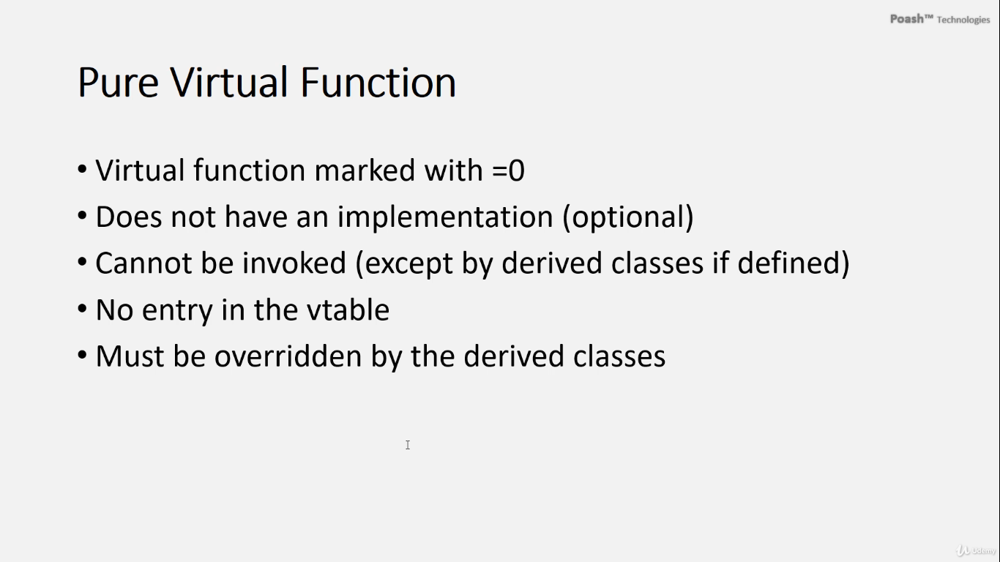 Poash™ Technologies
Pure Virtual Function
• Virtual function marked with =0
• Does not have an implementation (optional)
• Cannot be invoked (except by derived classes if defined)
• No entry in the vtable
• Must be overridden by the derived classes
Udemy